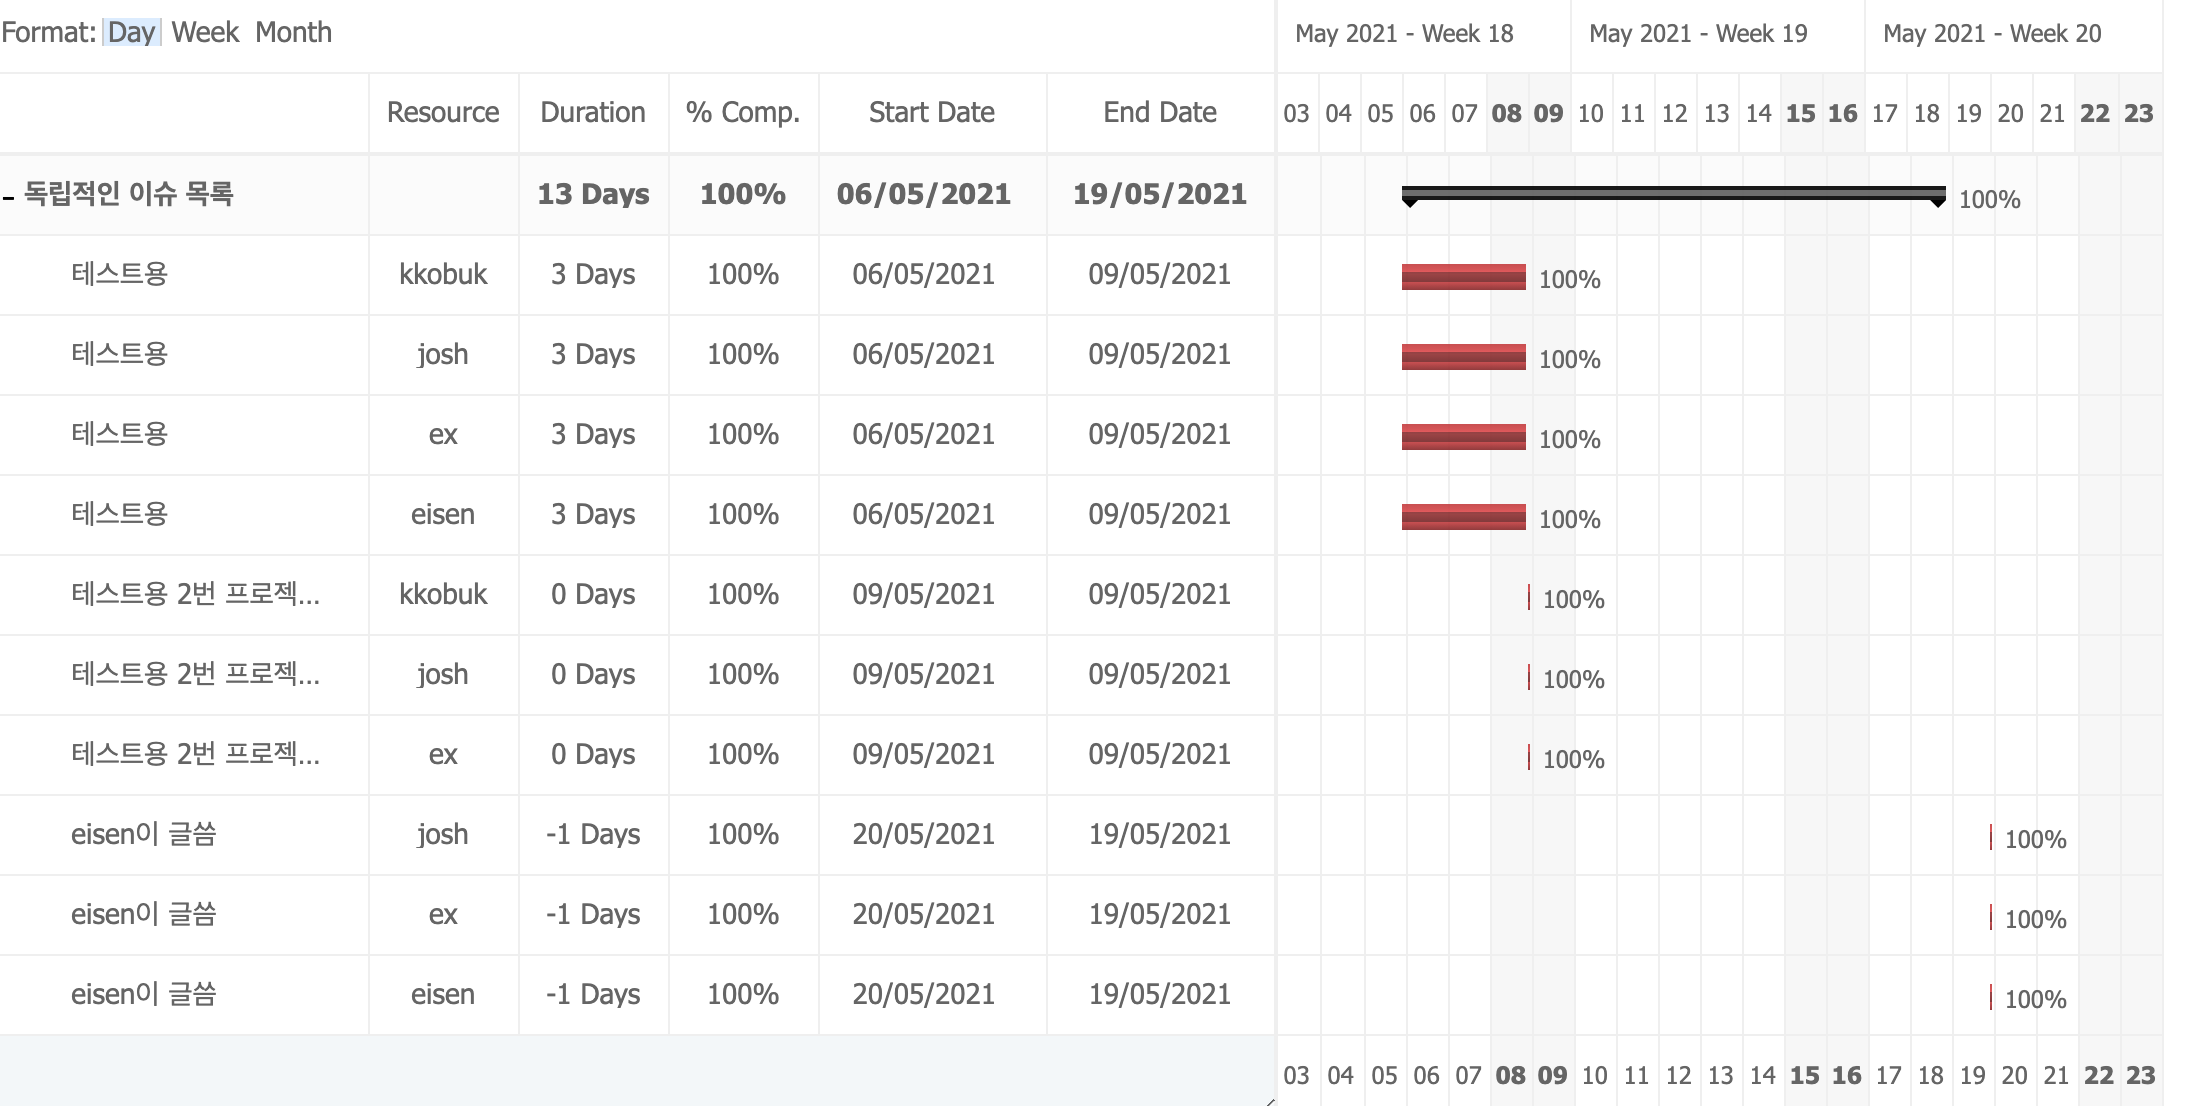 Format: Day Week Month
May 2021 - Week 18 May 2021 - Week 19 May 2021 - Week 20
Resource Duration % Comp. Start Date End Date 03 04 05 06 07 08 09 10 11 12 13 14 15 16 17 18 19 20 21 22 23
독립적인 이슈 목록 13 Days 100% 06/05/2021 19/05/2021 100%
테스트용 kkobuk 3 Days 100% 06/05/2021 09/05/2021 100%
테스트용 josh 3 Days 100% 06/05/2021 09/05/2021 100%
테스트용 ex 3 Days 100% 06/05/2021 09/05/2021 100%
테스트용 eisen 3 Days 100% 06/05/2021 09/05/2021 100%
테스트용 2번 프로젝... kkobuk 0 Days 100% 09/05/2021 09/05/2021 100%
테스트용 2번 프로젝... josh 0 Days 100% 09/05/2021 09/05/2021 100%
테스트용 2번 프로젝... ex 0 Days 100% 09/05/2021 09/05/2021 100%
eisen이 글씀 josh -1 Days 100% 20/05/2021 19/05/2021 100%
eisen이 글씀 ex -1 Days 100% 20/05/2021 19/05/2021 100%
eisen이 글씀 eisen -1 Days 100% 20/05/2021 19/05/2021 100%
03 04 05 06 07 08 09 10 11 12 13 14 15 16 17 18 19 20 21 22 23